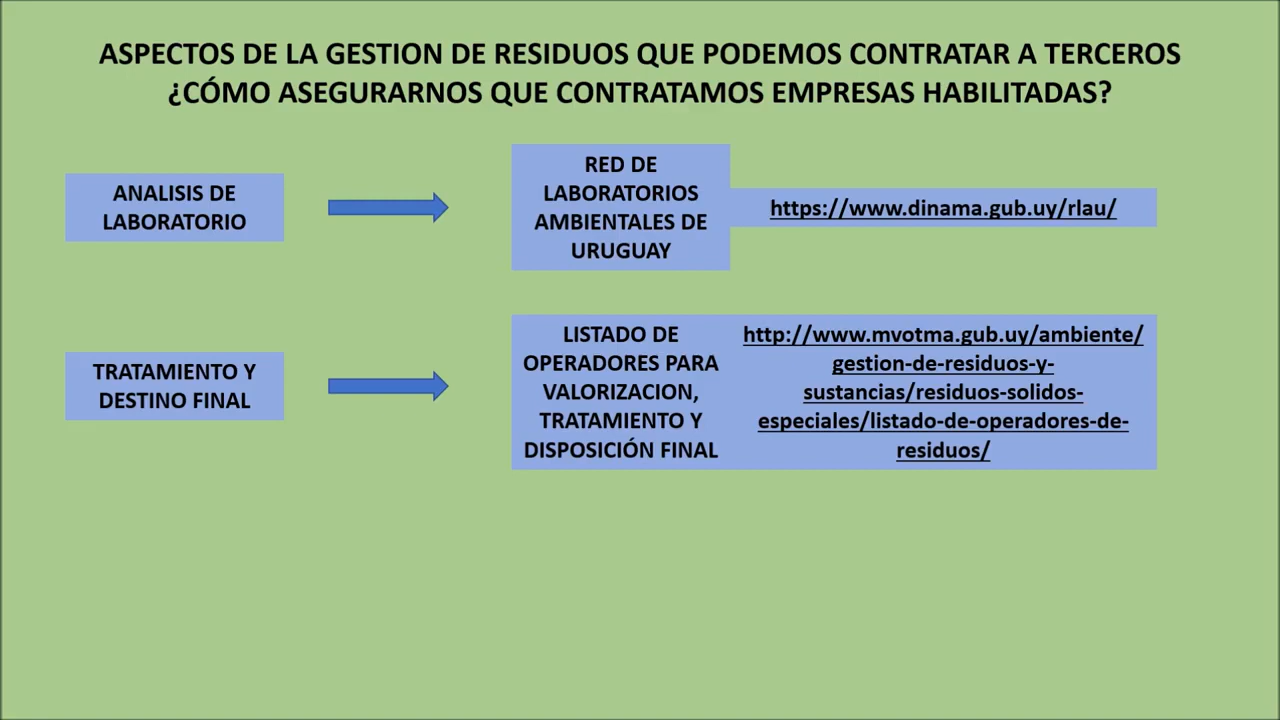 ASPECTOS DE LA GESTION DE RESIDUOS QUE PODEMOS CONTRATAR A TERCEROS
¿CÓMO ASEGURARNOS QUE CONTRATAMOS EMPRESAS HABILITADAS?
ANALISIS DE
LABORATORIO
RED DE
LABORATORIOS
AMBIENTALES DE
URUGUAY
https://www.dinama.gub.uy/rlau/
TRATAMIENTO Y
DESTINO FINAL
LISTADO DE
OPERADORES PARA
VALORIZACION,
TRATAMIENTO Y
DISPOSICIÓN FINAL
http://www.mvotma.gub.uy/ambiente/
gestion-de-residuos-y-
sustancias/residuos-solidos-
especiales/listado-de-operadores-de-
residuos/